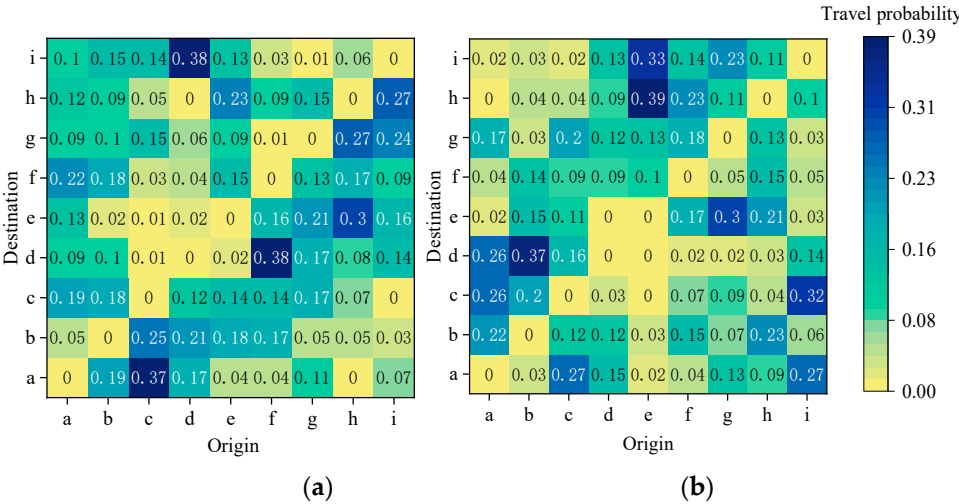 Travel probability
i 0.1 0.15 0.14 0.38 0.13 0.03 0.01 0.06 0
h 0.12 0.09 0.05 0 0.23 0.09 0.15 0 0.27
g 0.09 0.1 0.15 0.06 0.09 0.01 0 0.27 0.24
f 0.22 0.18 0.03 0.04 0.15 0 0.13 0.17 0.09
e 0.13 0.02 0.01 0.02 0 0.16 0.21 0.3 0.16
d 0.09 0.1 0.01 0 0.02 0.38 0.17 0.08 0.14
c 0.19 0.18 0 0.12 0.14 0.14 0.17 0.07 0
b 0.05 0 0.25 0.21 0.18 0.17 0.05 0.05 0.03
a 0 0.19 0.37 0.17 0.04 0.04 0.11 0 0.07
a b c d e f g h i
Origin
Destination
(a)
i 0.02 0.03 0.02 0.13 0.33 0.14 0.23 0.11 0
h 0 0.04 0.04 0.09 0.39 0.23 0.11 0 0.1
g 0.17 0.03 0.2 0.12 0.13 0.18 0 0.13 0.03
f 0.04 0.14 0.09 0.09 0.1 0 0.05 0.15 0.05
e 0.02 0.15 0.11 0 0 0.17 0.3 0.21 0.03
d 0.26 0.37 0.16 0 0 0.02 0.02 0.03 0.14
c 0.26 0.2 0 0.03 0 0.07 0.09 0.04 0.32
b 0.22 0 0.12 0.12 0.03 0.15 0.07 0.23 0.06
a 0 0.03 0.27 0.15 0.02 0.04 0.13 0.09 0.27
a b c d e f g h i
Origin
Destination
(b)
0.39
0.31
0.23
0.16
0.08
0.00